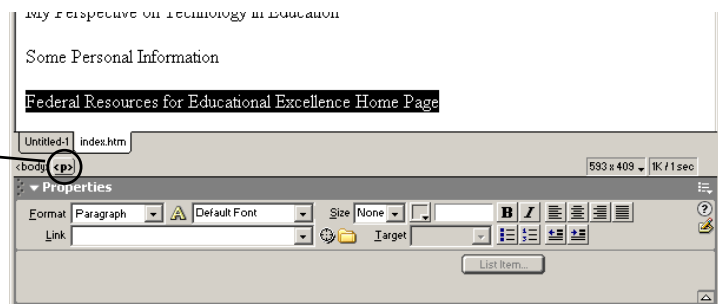 My Perspective on Technology in Education
Some Personal Information
Federal Resources for Educational Excellence Home Page
Untitled-1 index.htm
<body> <p> 593 x 409 1K / 1 sec
Properties
Format Paragraph Default Font Size None B I
Link Target
List Item...